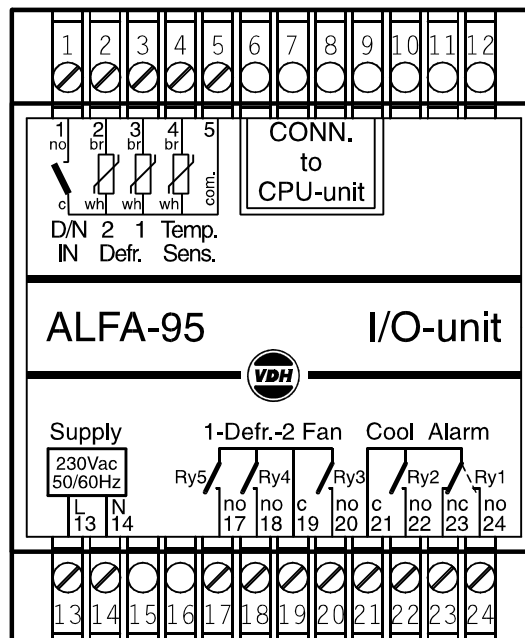 1 2 3 4 5 6 7 8 9 10 11 12
1 2 3 4 5
no br br br
c wh wh wh com.
D/N 2 1 Temp.
IN Defr. Sens.
CONN.
to
CPU-unit
ALFA-95 I/O-unit
VDH
Supply 1-Defr.-2 Fan Cool Alarm
230Vac
50/60Hz
Ry5 Ry4 Ry3 Ry2 Ry1
L N no no c no c no nc no
13 14 17 18 19 20 21 22 23 24
13 14 15 16 17 18 19 20 21 22 23 24